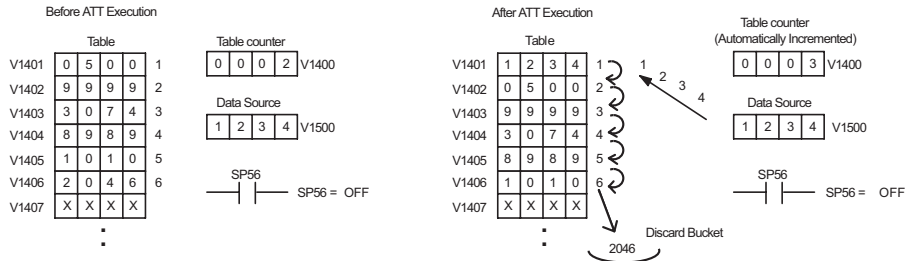 Before ATT Execution
Table
V1401 0 5 0 0 1
V1402 9 9 9 9 2
V1403 3 0 7 4 3
V1404 8 9 8 9 4
V1405 1 0 1 0 5
V1406 2 0 4 6 6
V1407 X X X X
Table counter
0 0 0 2 V1400
Data Source
1 2 3 4 V1500
SP56
SP56 = OFF
After ATT Execution
Table
V1401 1 2 3 4 1
V1402 0 5 0 0 2
V1403 9 9 9 9 3
V1404 3 0 7 4 4
V1405 8 9 8 9 5
V1406 1 0 1 0 6
V1407 X X X X
1 2 3 4
Discard Bucket
2046
Table counter
(Automatically Incremented)
0 0 0 3 V1400
Data Source
1 2 3 4 V1500
SP56
SP56 = OFF